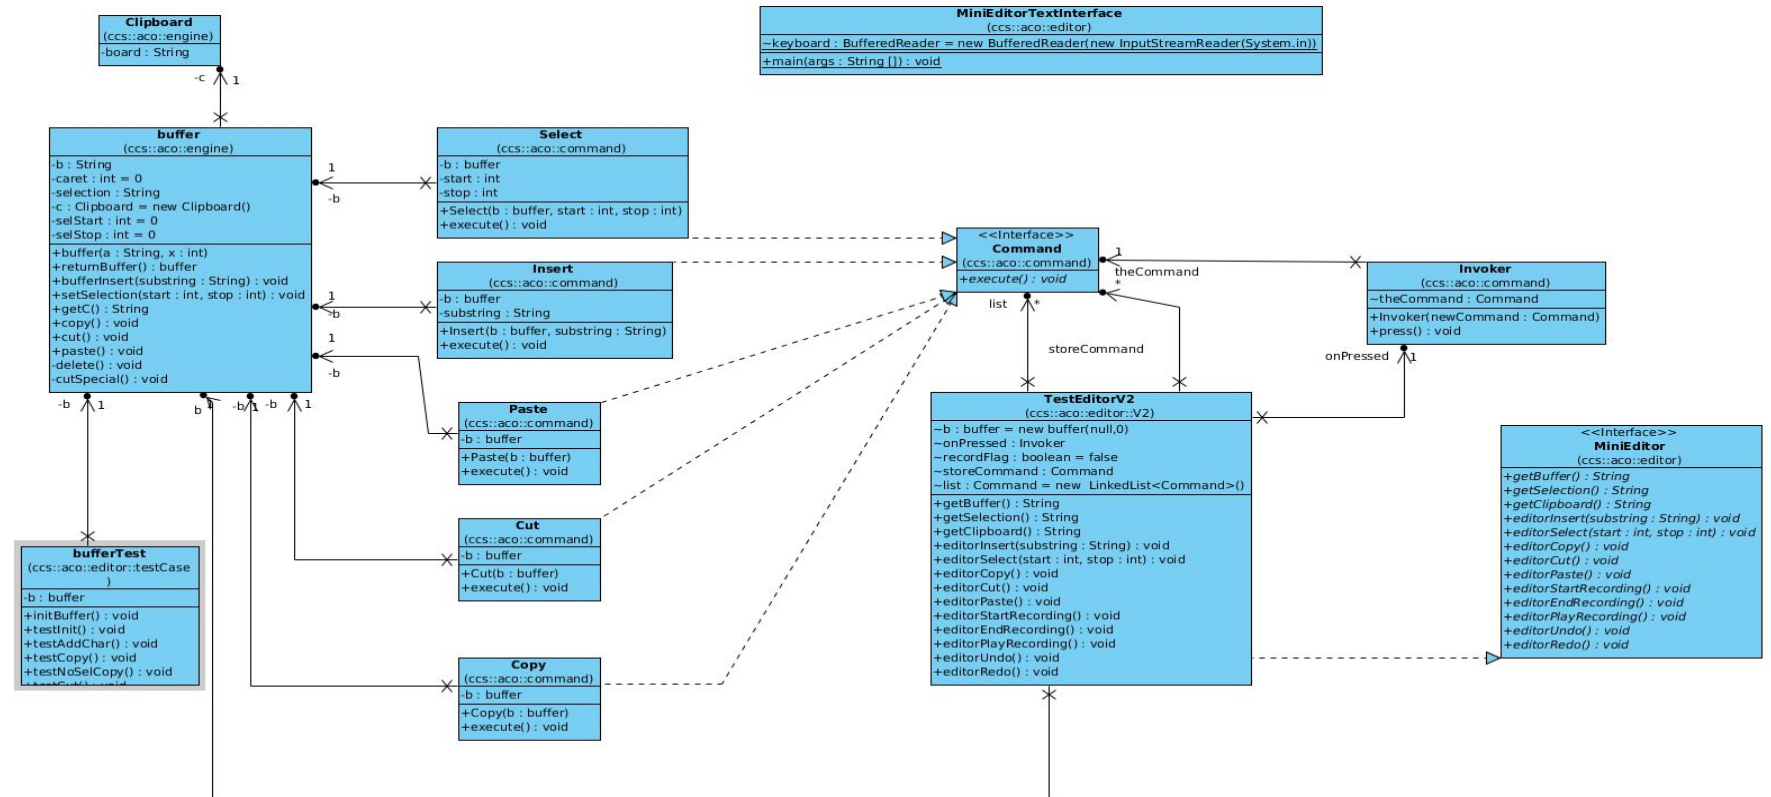 Clipboard
(ccs::aco::engine)
-board : String
-c
1
MiniEditorTextInterface
(ccs::aco::editor)
~keyboard : BufferedReader = new BufferedReader(new InputStreamReader(System.in))
+main(args : String []) : void
buffer
(ccs::aco::engine)
-b : String
-caret : int = 0
-selection : String
-c : Clipboard = new Clipboard()
-selStart : int = 0
-selStop : int = 0
+buffer(a : String, x : int)
+returnBuffer() : buffer
+bufferInsert(substring : String) : void
+setSelection(start : int, stop : int) : void
+getC() : String
+copy() : void
+cut() : void
+paste() : void
-delete() : void
-cutSpecial() : void
1
-b
1
-b
1
-b
-b
1
b
1
-b
1
-b
1
Select
(ccs::aco::command)
-b : buffer
-start : int
-stop : int
+Select(b : buffer, start : int, stop : int)
+execute() : void
Insert
(ccs::aco::command)
-b : buffer
-substring : String
+Insert(b : buffer, substring : String)
+execute() : void
Paste
(ccs::aco::command)
-b : buffer
+Paste(b : buffer)
+execute() : void
Cut
(ccs::aco::command)
-b : buffer
+Cut(b : buffer)
+execute() : void
Copy
(ccs::aco::command)
-b : buffer
+Copy(b : buffer)
+execute() : void
bufferTest
(ccs::aco::editor::testCase
)
-b : buffer
+initBuffer() : void
+testInit() : void
+testAddChar() : void
+testCopy() : void
+testNoSelCopy() : void
+testCut() : void
<<Interface>>
Command
(ccs::aco::command)
+execute() : void
1
theCommand
*
list
*
storeCommand
Invoker
(ccs::aco::command)
~theCommand : Command
+Invoker(newCommand : Command)
+press() : void
onPressed
1
TestEditorV2
(ccs::aco::editor::V2)
~b : buffer = new buffer(null,0)
~onPressed : Invoker
~recordFlag : boolean = false
~storeCommand : Command
~list : Command = new LinkedList<Command>()
+getBuffer() : String
+getSelection() : String
+getClipboard() : String
+editorInsert(substring : String) : void
+editorSelect(start : int, stop : int) : void
+editorCopy() : void
+editorCut() : void
+editorPaste() : void
+editorStartRecording() : void
+editorEndRecording() : void
+editorPlayRecording() : void
+editorUndo() : void
+editorRedo() : void
<<Interface>>
MiniEditor
(ccs::aco::editor)
+getBuffer() : String
+getSelection() : String
+getClipboard() : String
+editorInsert(substring : String) : void
+editorSelect(start : int, stop : int) : void
+editorCopy() : void
+editorCut() : void
+editorPaste() : void
+editorStartRecording() : void
+editorEndRecording() : void
+editorPlayRecording() : void
+editorUndo() : void
+editorRedo() : void